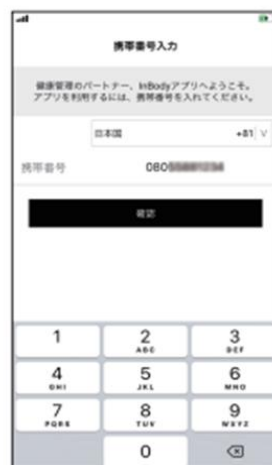 携帯番号入力
健康管理のパートナー、InBodyアプリへようこそ。
アプリを利用するには、携帯番号を入れてください。
日本国 +81 V
携帯番号 080
確認
1 2 3
ABC DEF
4 5 6
GHI JKL MNO
7 8 9
PQRS TUV WXYZ
0